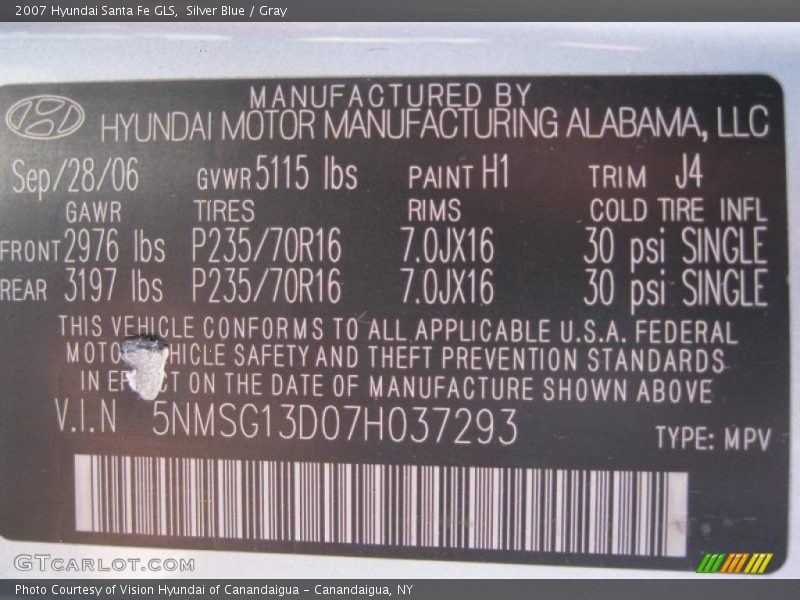 2007 Hyundai Santa Fe GLS, Silver Blue / Gray
MANUFACTURED BY
HYUNDAI MOTOR MANUFACTURING ALABAMA, LLC
Sep/28/06 GVWR 5115 lbs PAINT H1 TRIM J4
GAWR TIRES RIMS COLD TIRE INFL
FRONT 2976 lbs P235/70R16 7.0JX16 30 psi SINGLE
REAR 3197 lbs P235/70R16 7.0JX16 30 psi SINGLE
THIS VEHICLE CONFORMS TO ALL APPLICABLE U.S.A. FEDERAL
SAFETY AND THEFT PREVENTION STANDARDS
IN ON THE DATE OF MANUFACTURE SHOWN ABOVE
V.I.N 5NMSG13D07H037293
TYPE: MPV
GTCARLOT.COM
Photo Courtesy of Vision Hyundai of Canandaigua - Canandaigua, NY